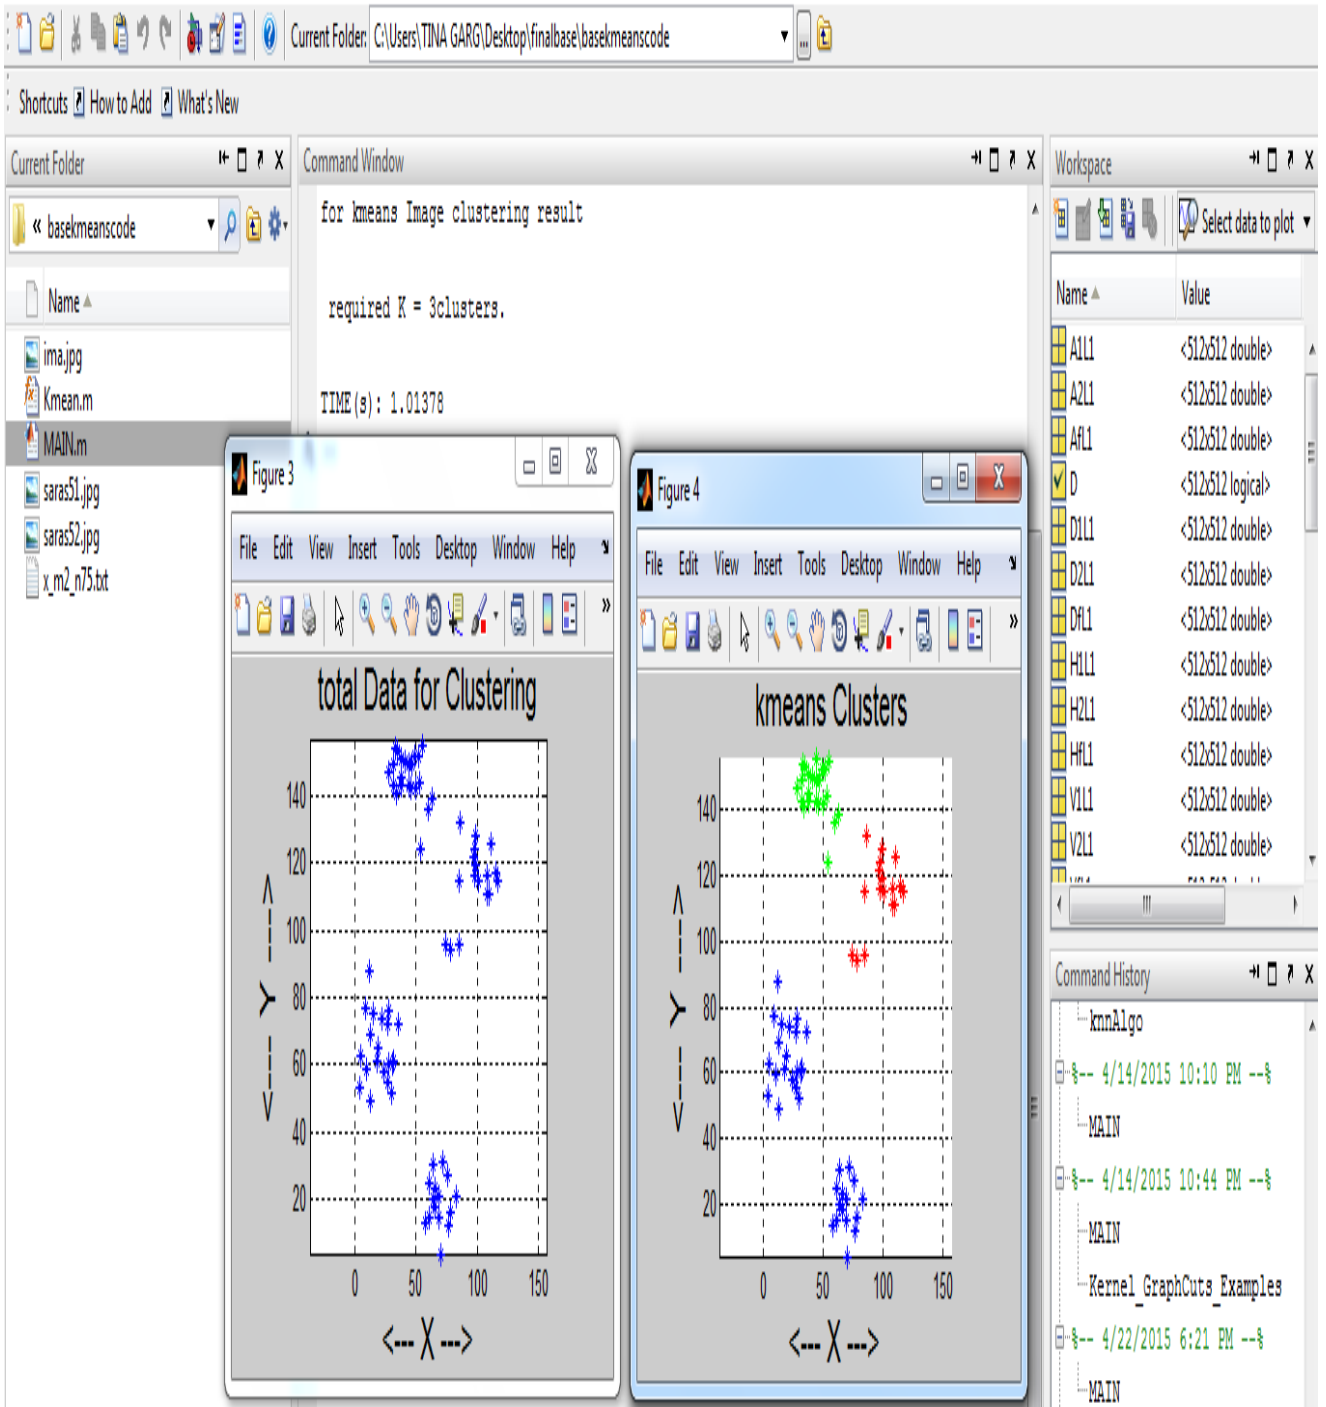 Current Folder: C:\Users\TINA GARG\Desktop\finalbase\basekmeanscode
Shortcuts How to Add What's New
Current Folder
« basekmeanscode
Name
ima.jpg
Kmean.m
MAIN.m
saras51.jpg
saras52.jpg
x_m2_n75.txt
Command Window
for kmeans Image clustering result
required K = 3clusters.
TIME(s): 1.01378
Figure 3
File Edit View Insert Tools Desktop Window Help
total Data for Clustering
140
120
100
80
60
40
20
<---- Y ---->
0 50 100 150
<--- X --->
Figure 4
File Edit View Insert Tools Desktop Window Help
kmeans Clusters
140
120
100
80
60
40
20
<---- Y ---->
0 50 100 150
<--- X --->
Workspace
Select data to plot
Name Value
A1L1 <512x512 double>
A2L1 <512x512 double>
AfL1 <512x512 double>
D <512x512 logical>
D1L1 <512x512 double>
D2L1 <512x512 double>
DfL1 <512x512 double>
H1L1 <512x512 double>
H2L1 <512x512 double>
HfL1 <512x512 double>
V1L1 <512x512 double>
V2L1 <512x512 double>
Command History
knnAlgo
%-- 4/14/2015 10:10 PM --%
MAIN
%-- 4/14/2015 10:44 PM --%
MAIN
Kernel_GraphCuts_Examples
%-- 4/22/2015 6:21 PM --%
MAIN